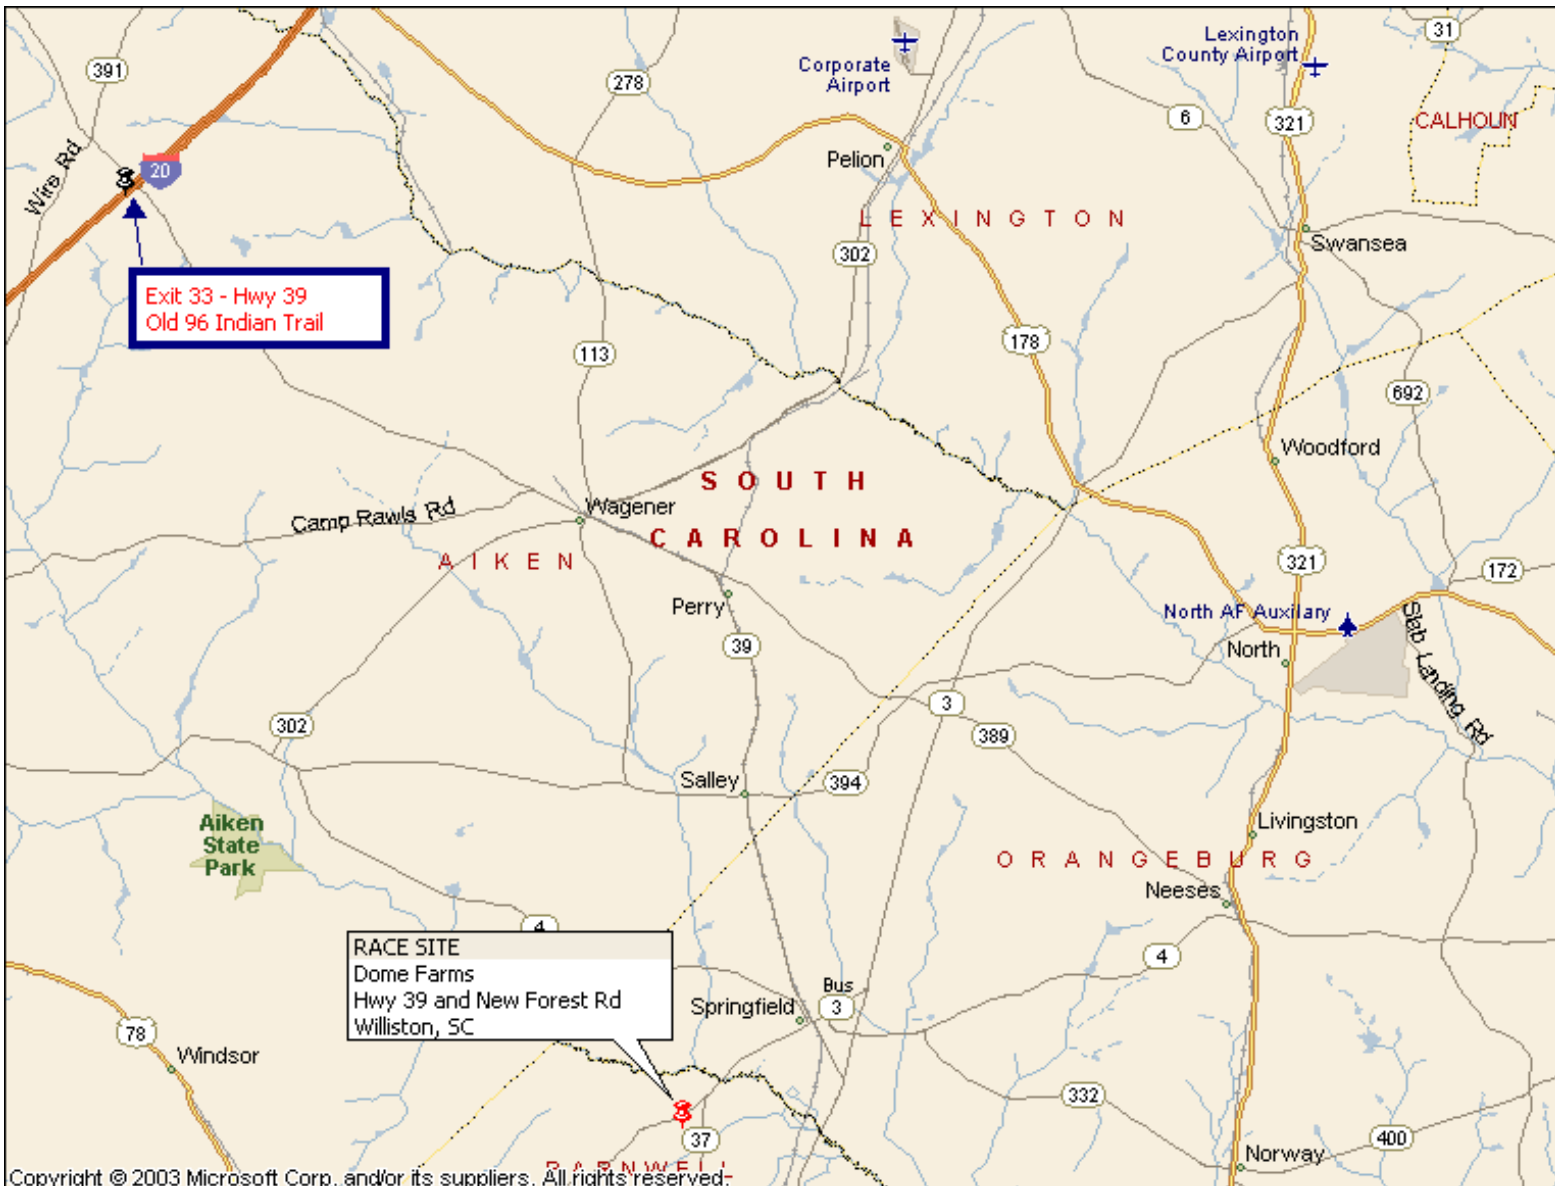 31
Lexington
County Airport
Corporate
Airport
391
278
6
321
CALHOUN
Wirs Rd
20
Pelion
LEXINGTON
302
Swansea
Exit 33 - Hwy 39
Old 96 Indian Trail
113
178
692
Woodford
SOUTH
CAROLINA
Camp Rawls Rd
Wagener
AIKEN
321
172
Perry
North AF Auxilary
Slab Landing Rd
39
North
302
3
389
Salley
394
Aiken
State
Park
Livingston
ORANGEBURG
Neeses
4
RACE SITE
Dome Farms
Hwy 39 and New Forest Rd
Williston, SC
4
Bus
3
Springfield
78
Windsor
332
37
400
Norway
BARNWELL
Copyright © 2003 Microsoft Corp. and/or its suppliers. All rights reserved.